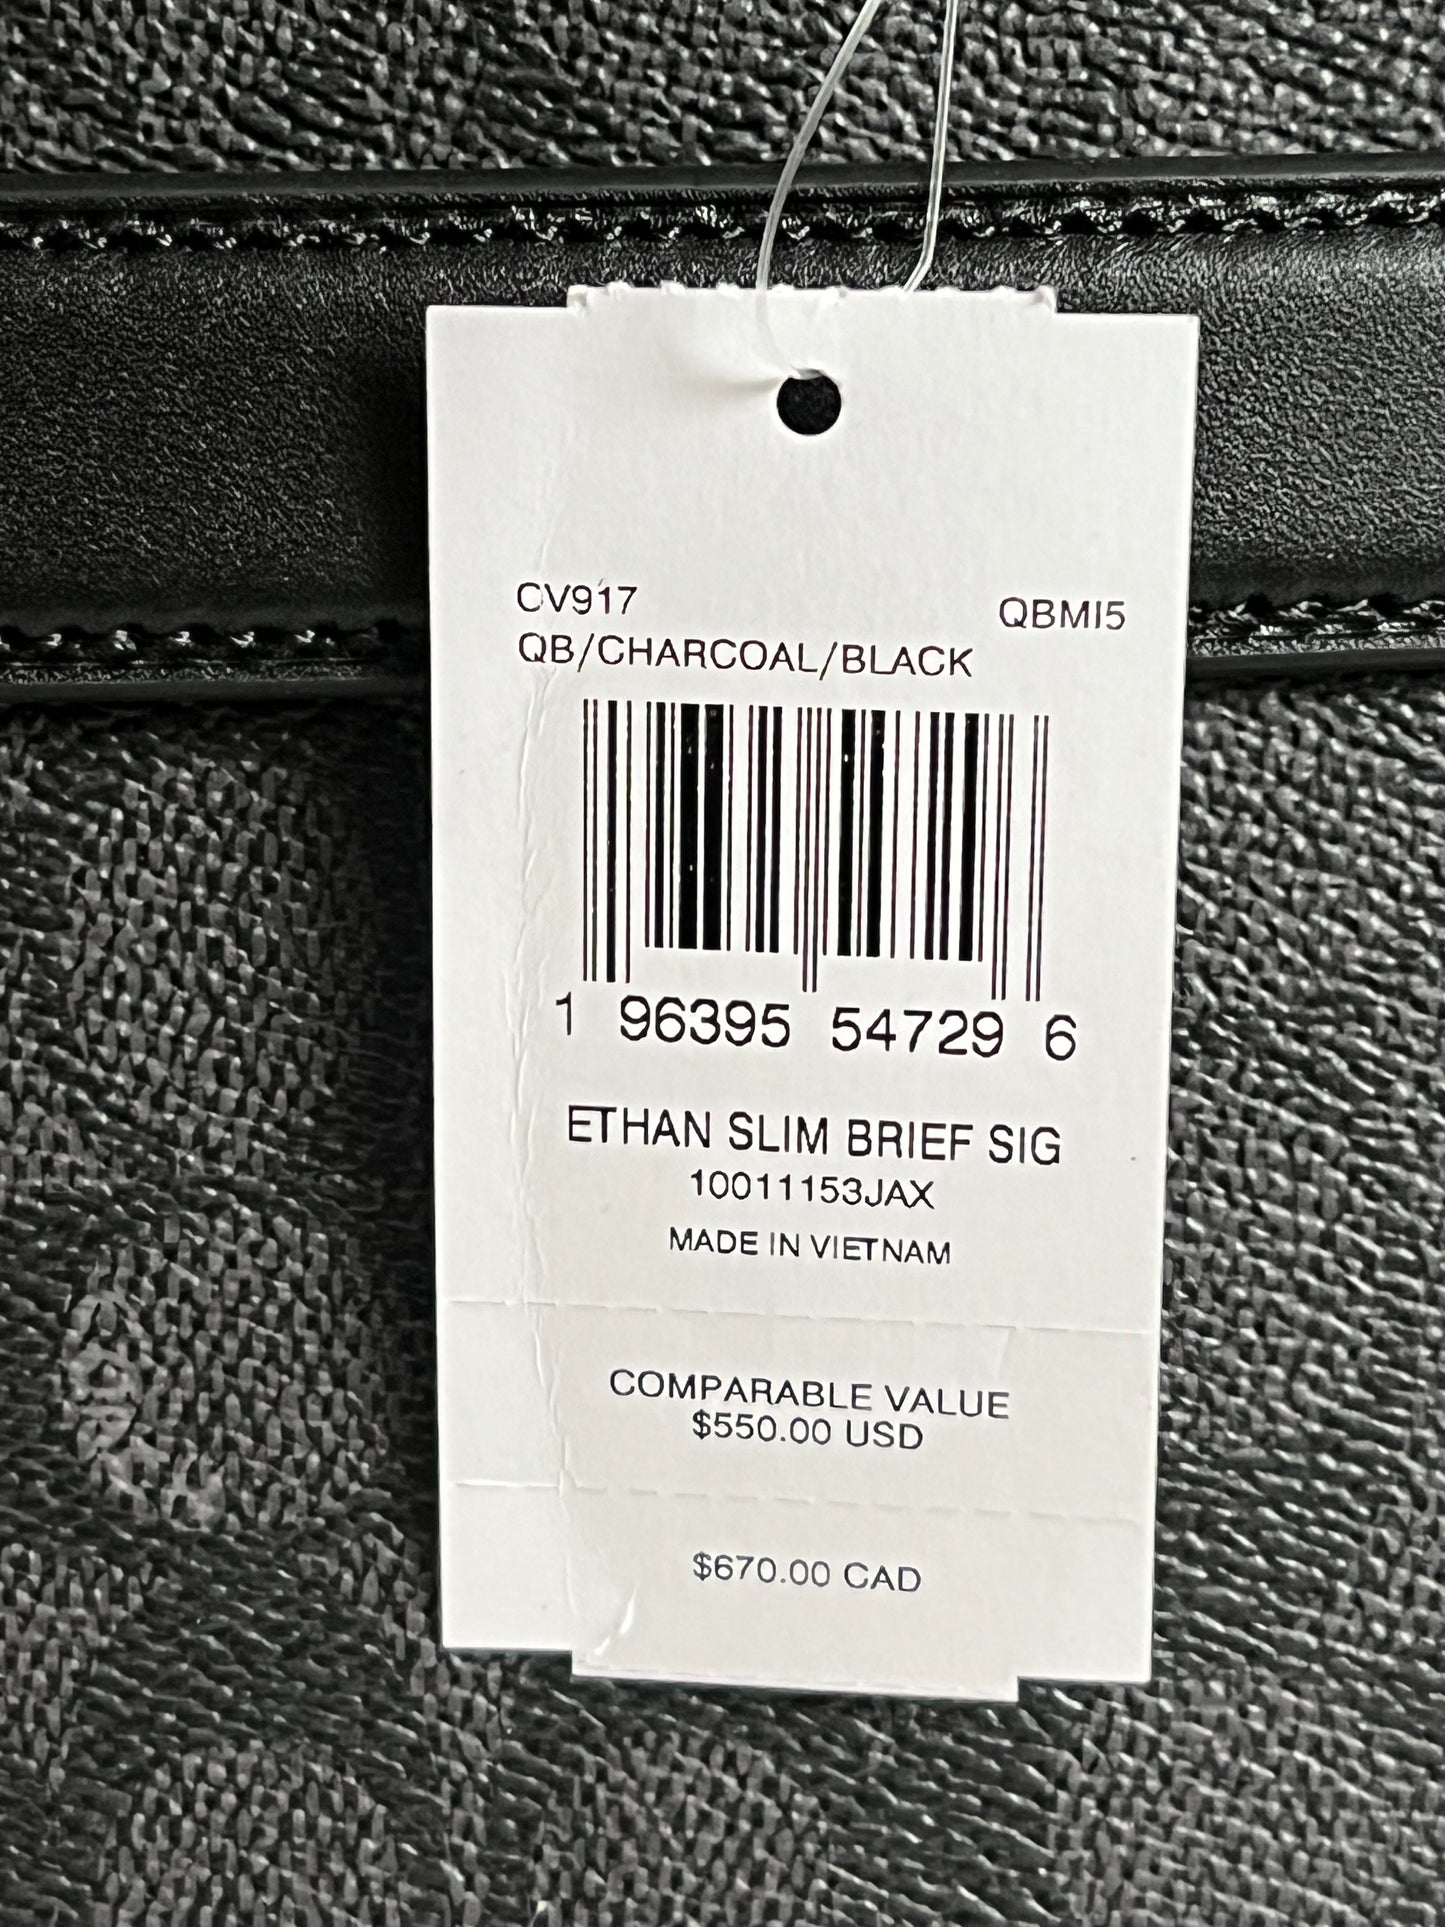 CV917
QBMI5
QB/CHARCOAL/BLACK
1 96395 54729 6
ETHAN SLIM BRIEF SIG
10011153JAX
MADE IN VIETNAM
COMPARABLE VALUE
$550.00 USD
$670.00 CAD